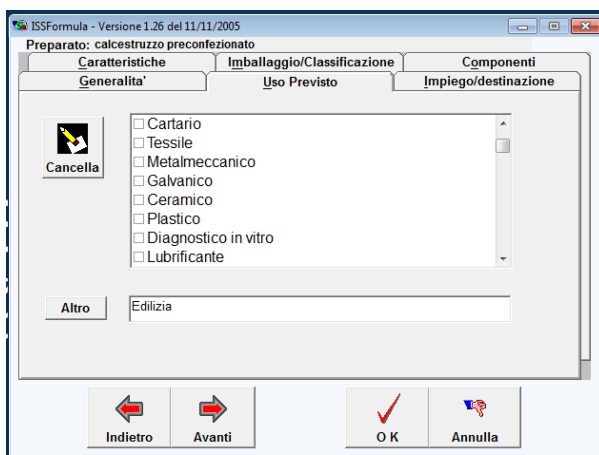 ISSFormula - Versione 1.26 del 11/11/2005
Preparato: calcestruzzo preconfezionato
Caratteristiche Imballaggio/Classificazione Componenti
Generalita' Uso Previsto Impiego/destinazione
Cancella
Cartario
Tessile
Metalmeccanico
Galvanico
Ceramico
Plastico
Diagnostico in vitro
Lubrificante
Altro Edilizia
Indietro Avanti O K Annulla